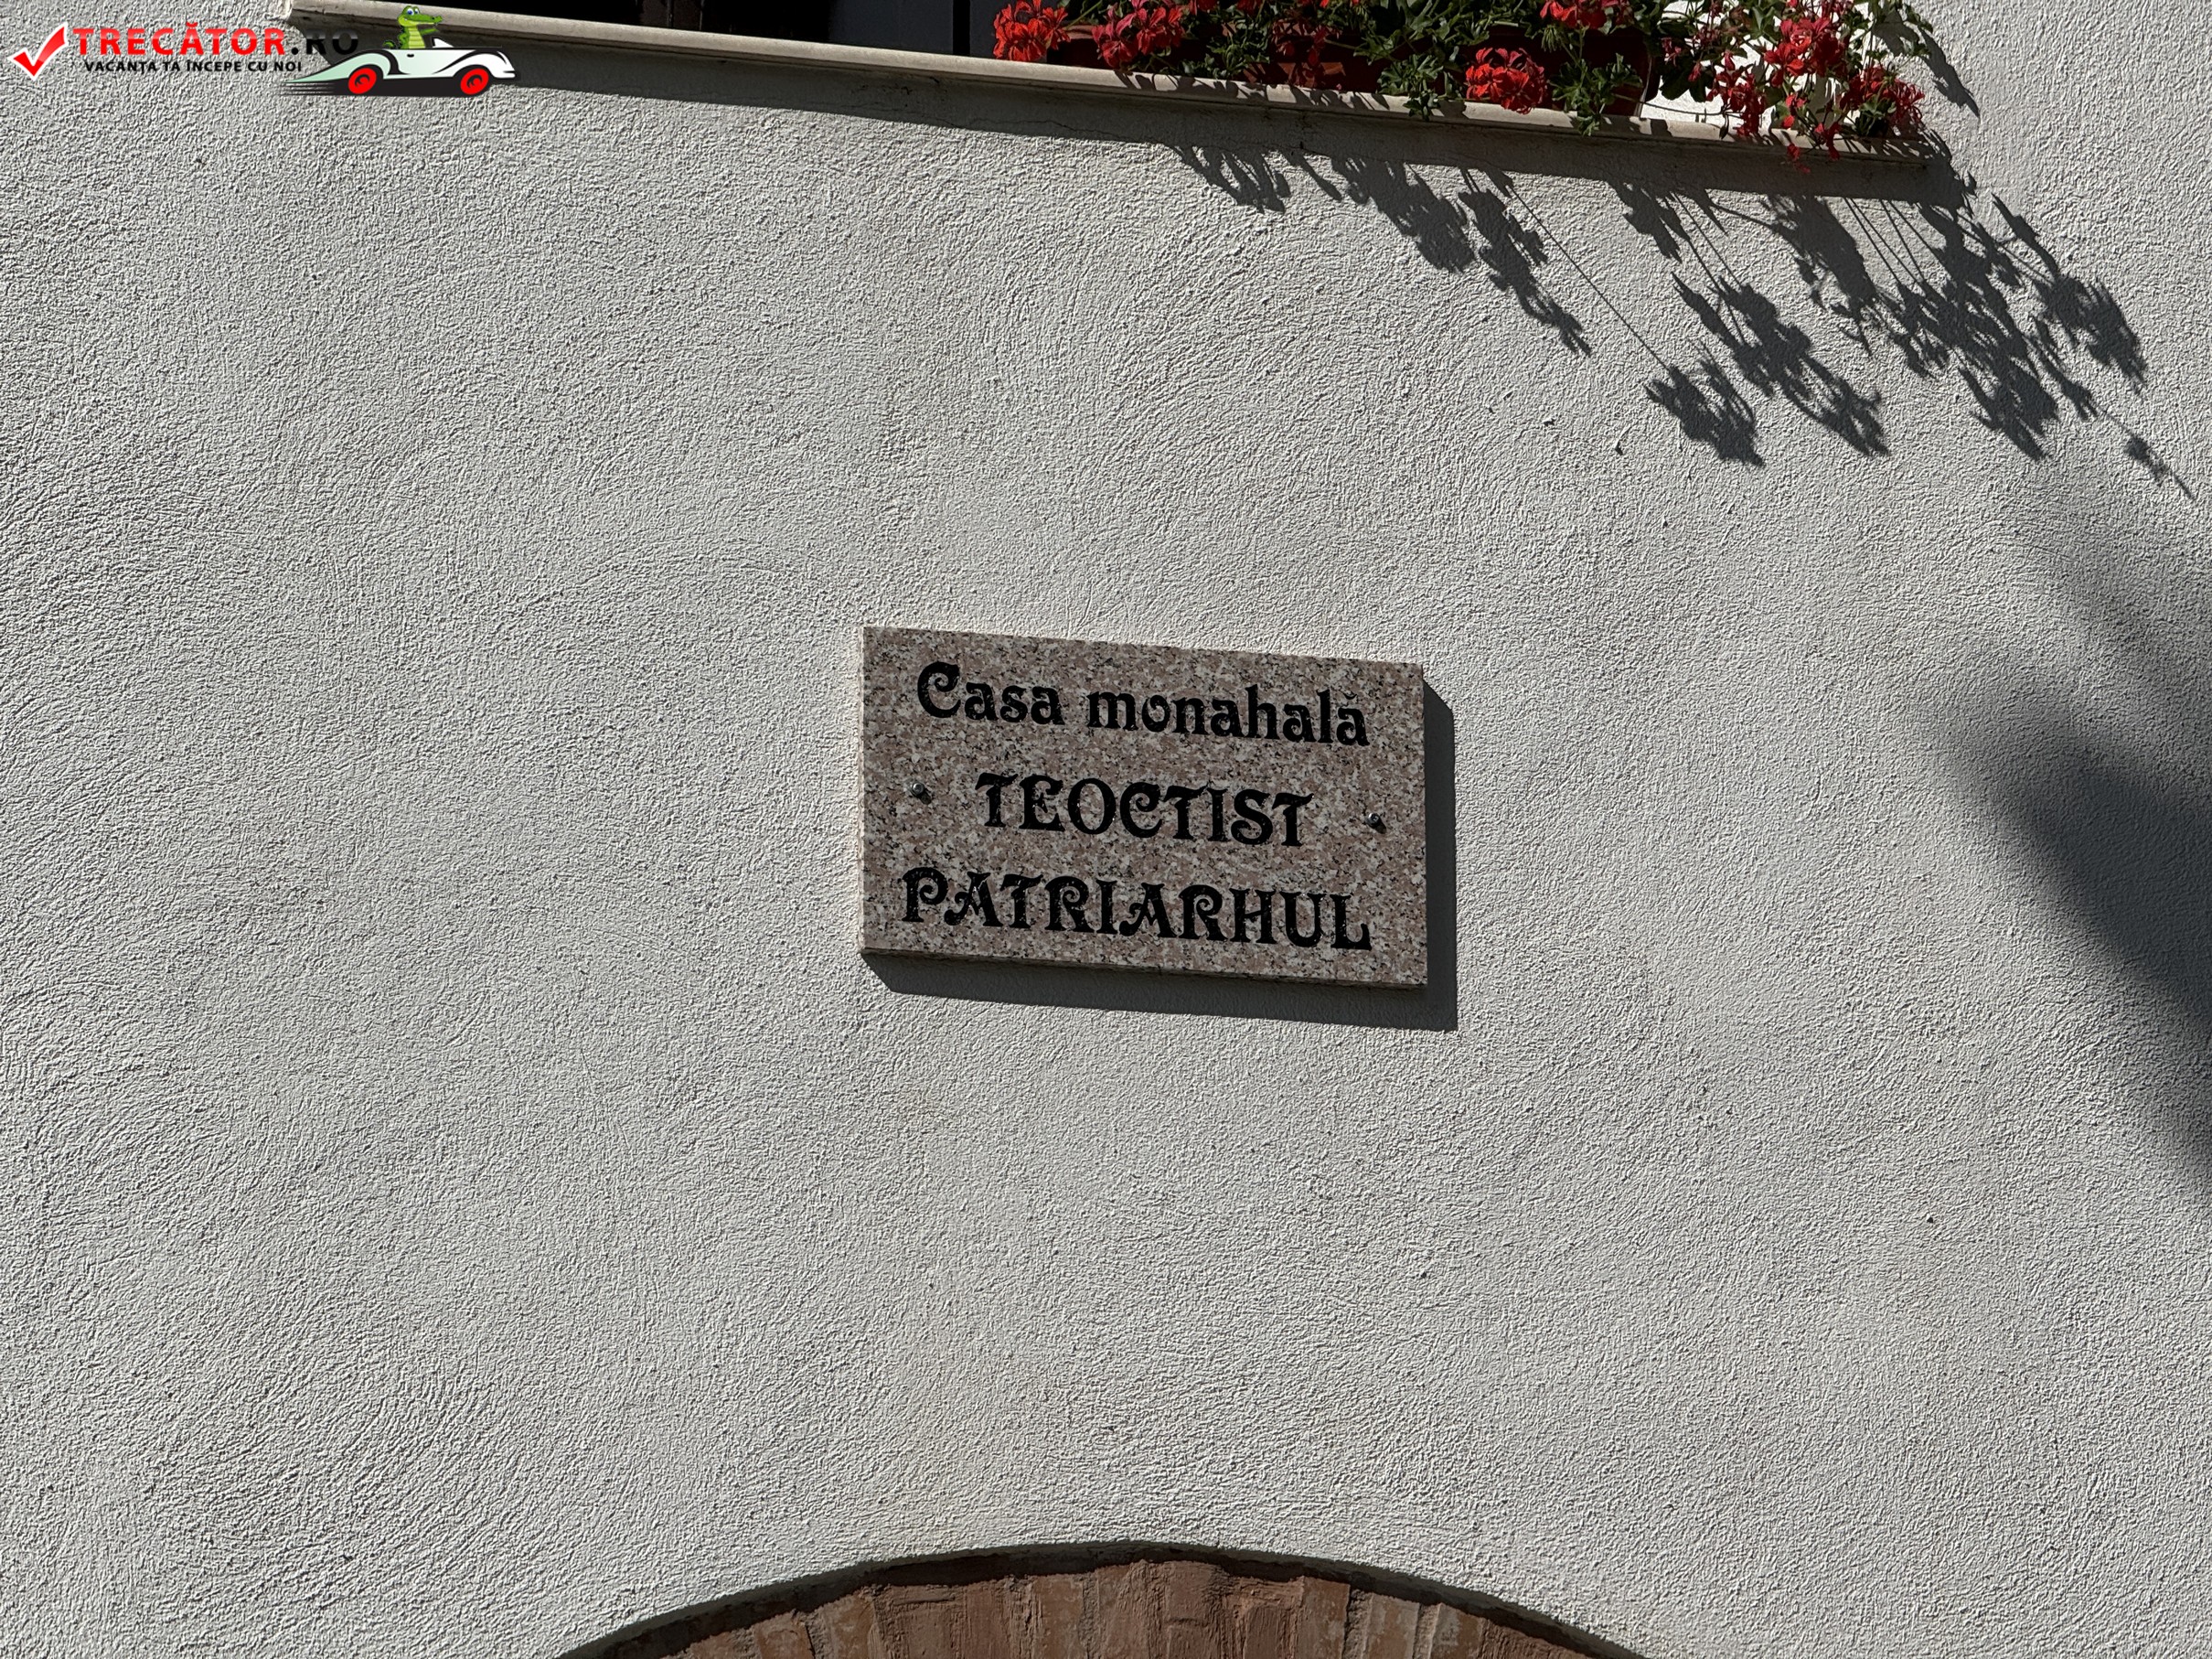 TRECĂTOR.RO
VACANȚA TA ÎNCEPE CU NOI
Casa monahală
TEOCTIST
PATRIARHUL